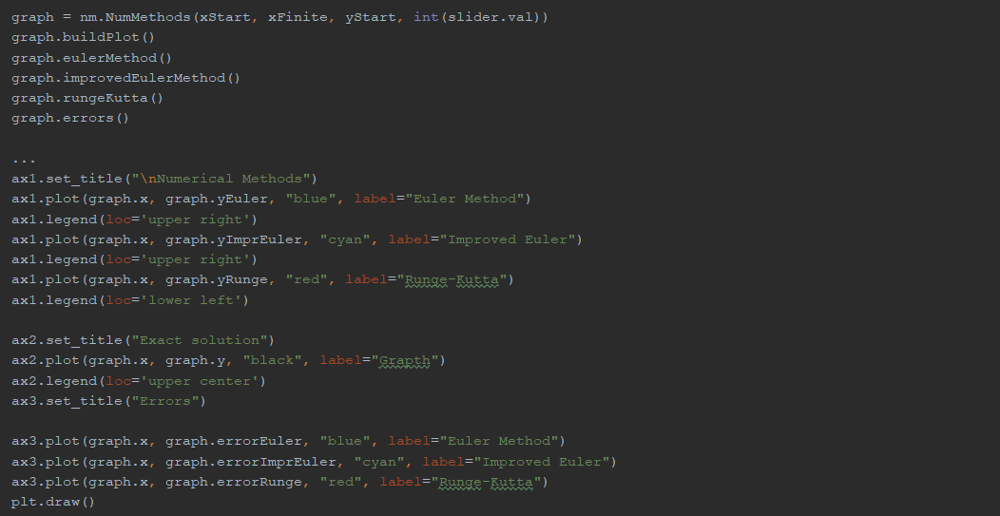 graph = nm.NumMethods(xStart, xFinite, yStart, int(slider.val))
graph.buildPlot()
graph.eulerMethod()
graph.improvedEulerMethod()
graph.rungeKutta()
graph.errors()
...
ax1.set_title("\nNumerical Methods")
ax1.plot(graph.x, graph.yEuler, "blue", label="Euler Method")
ax1.legend(loc='upper right')
ax1.plot(graph.x, graph.yImprEuler, "cyan", label="Improved Euler")
ax1.legend(loc='upper right')
ax1.plot(graph.x, graph.yRunge, "red", label="Runge-Kutta")
ax1.legend(loc='lower left')
ax2.set_title("Exact solution")
ax2.plot(graph.x, graph.y, "black", label="Grapth")
ax2.legend(loc='upper center')
ax3.set_title("Errors")
ax3.plot(graph.x, graph.errorEuler, "blue", label="Euler Method")
ax3.plot(graph.x, graph.errorImprEuler, "cyan", label="Improved Euler")
ax3.plot(graph.x, graph.errorRunge, "red", label="Runge-Kutta")
plt.draw()